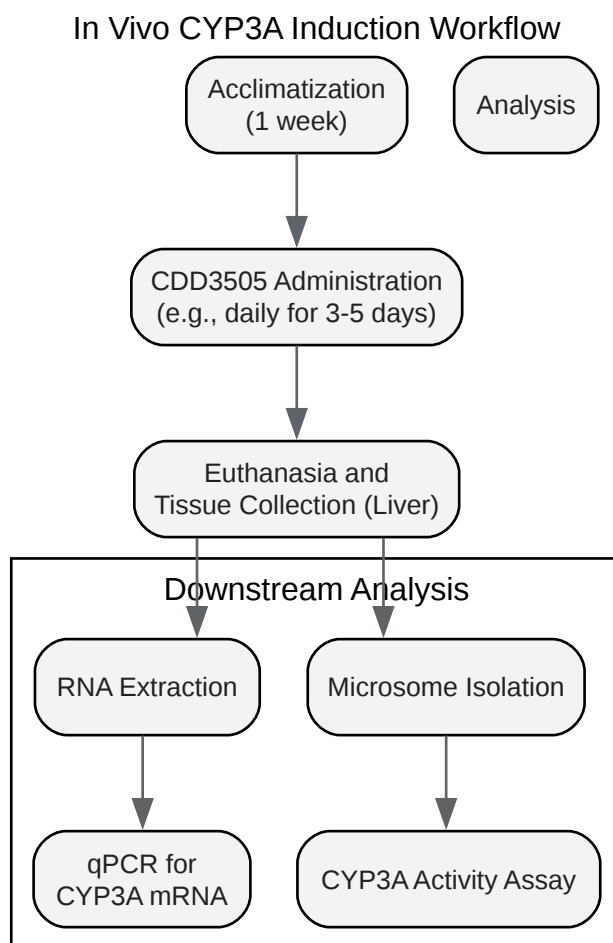 In Vivo CYP3A Induction Workflow
Acclimatization
(1 week)
Analysis
CDD3505 Administration
(e.g., daily for 3-5 days)
Euthanasia and
Tissue Collection (Liver)
Downstream Analysis
RNA Extraction
Microsome Isolation
qPCR for
CYP3A mRNA
CYP3A Activity Assay